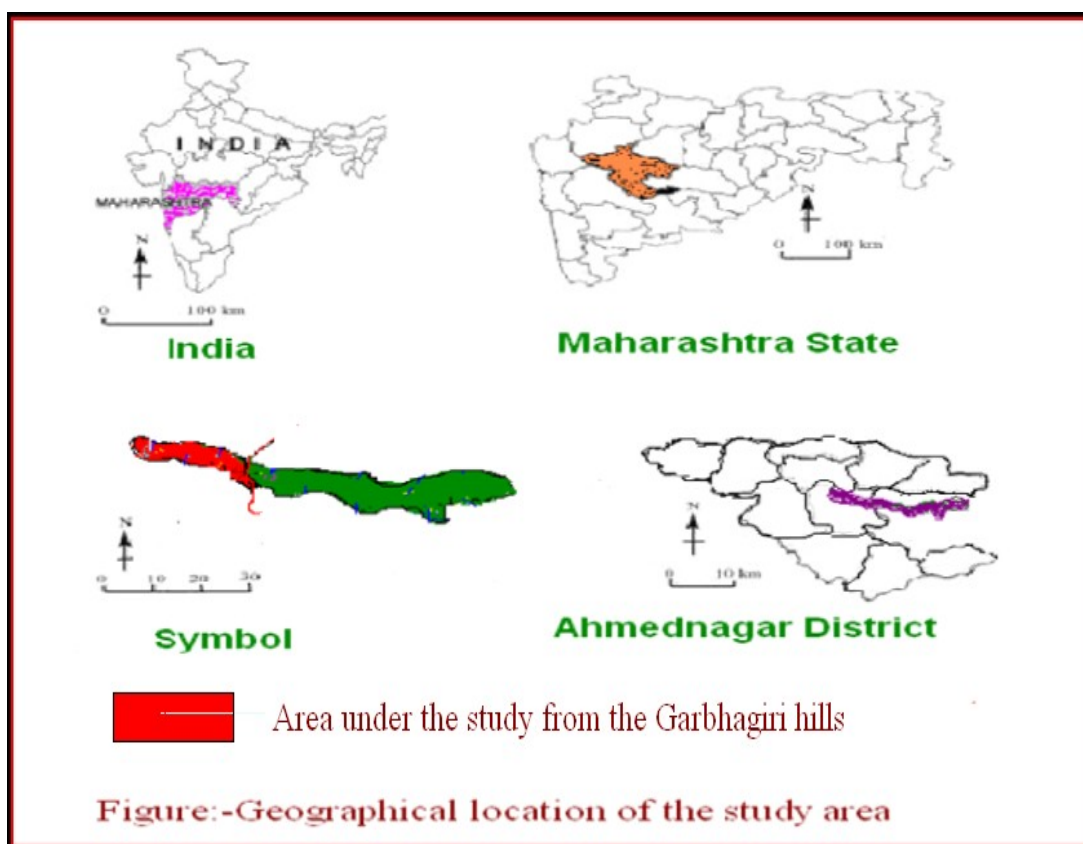 I N D I A
MAHARASHTRA
N
0 100 km
India
N
0 100 km
Maharashtra State
N
0 10 20 30
Symbol
N
0 10 km
Ahmednagar District
Area under the study from the Garbhagiri hills
Figure:-Geographical location of the study area